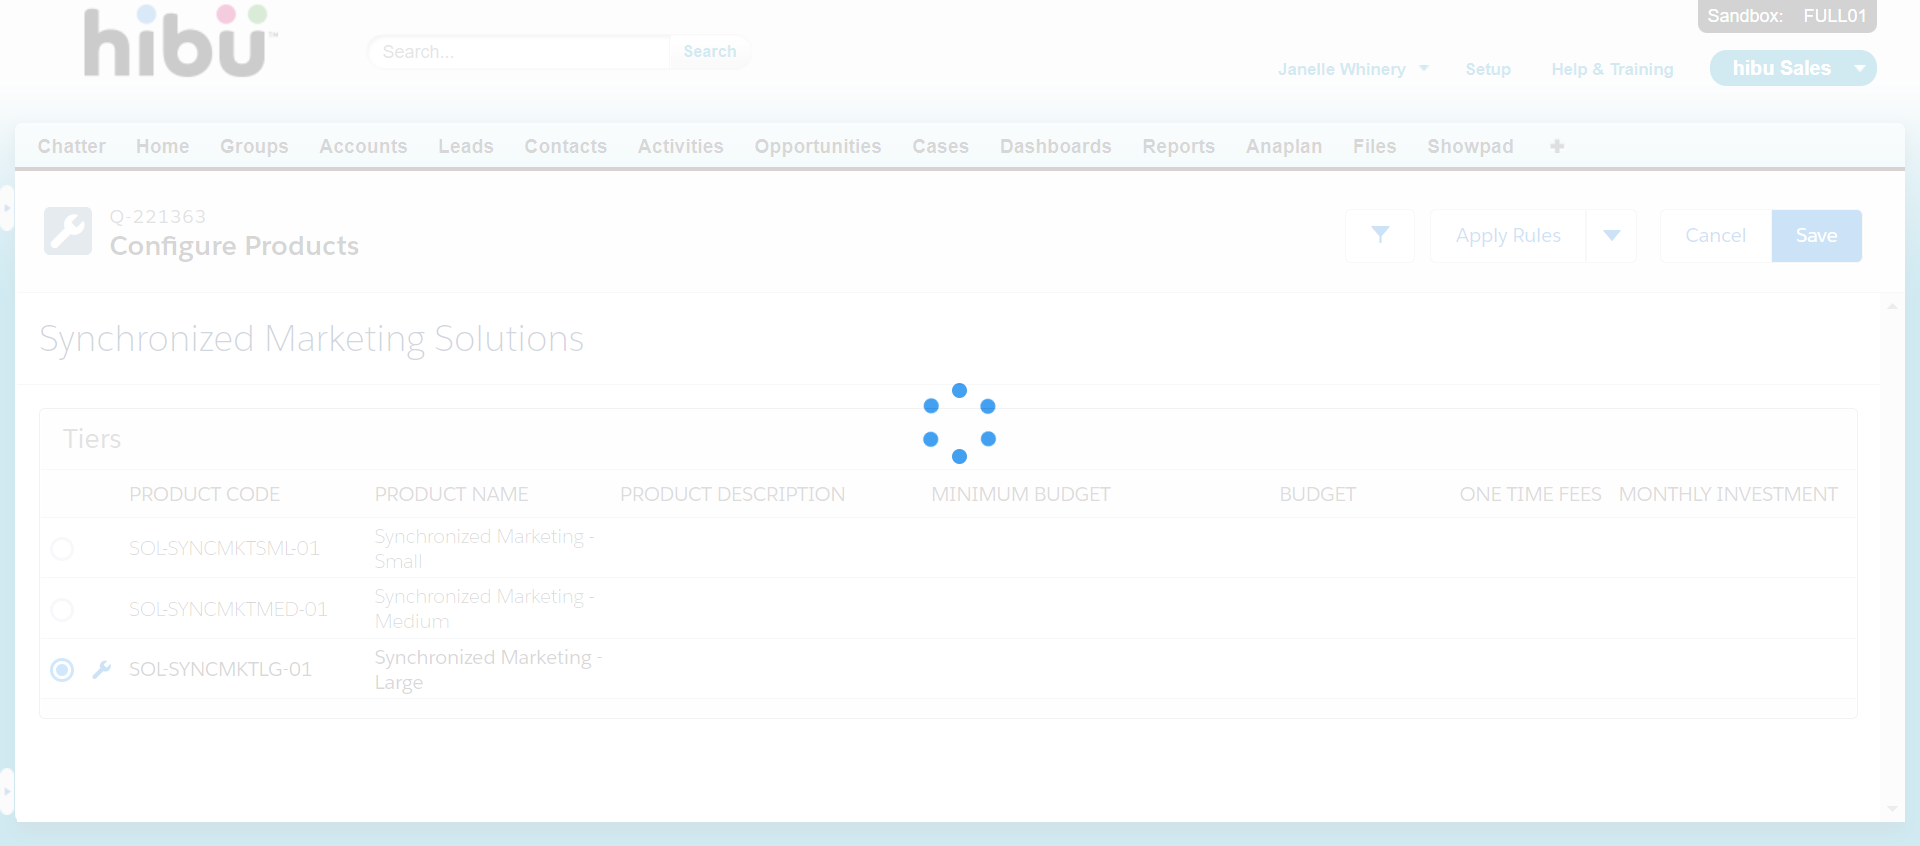 hibu™
Search...
Search
Sandbox: FULL01
Janelle Whinery
Setup
Help & Training
hibu Sales
Chatter Home Groups Accounts Leads Contacts Activities Opportunities Cases Dashboards Reports Anaplan Files Showpad
Q-221363
Configure Products
Apply Rules
Cancel
Save
Synchronized Marketing Solutions
Tiers
PRODUCT CODE PRODUCT NAME PRODUCT DESCRIPTION MINIMUM BUDGET BUDGET ONE TIME FEES MONTHLY INVESTMENT
SOL-SYNCMKTSML-01
Synchronized Marketing -
Small
SOL-SYNCMKTMED-01
Synchronized Marketing -
Medium
SOL-SYNCMKTLG-01
Synchronized Marketing -
Large